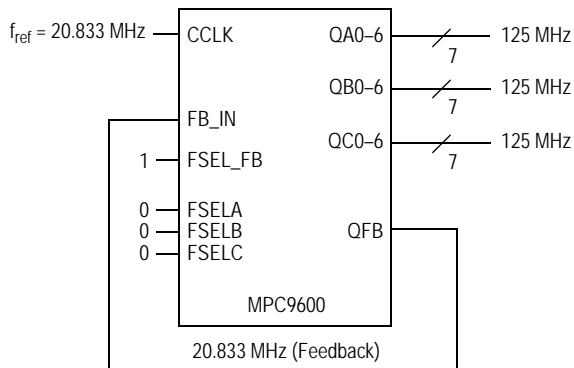 f_ref = 20.833 MHz
CCLK
QA0–6
7
125 MHz
QB0–6
7
125 MHz
FB_IN
QC0–6
7
125 MHz
1
FSEL_FB
0
FSELA
0
FSELB
0
FSELC
QFB
MPC9600
20.833 MHz (Feedback)